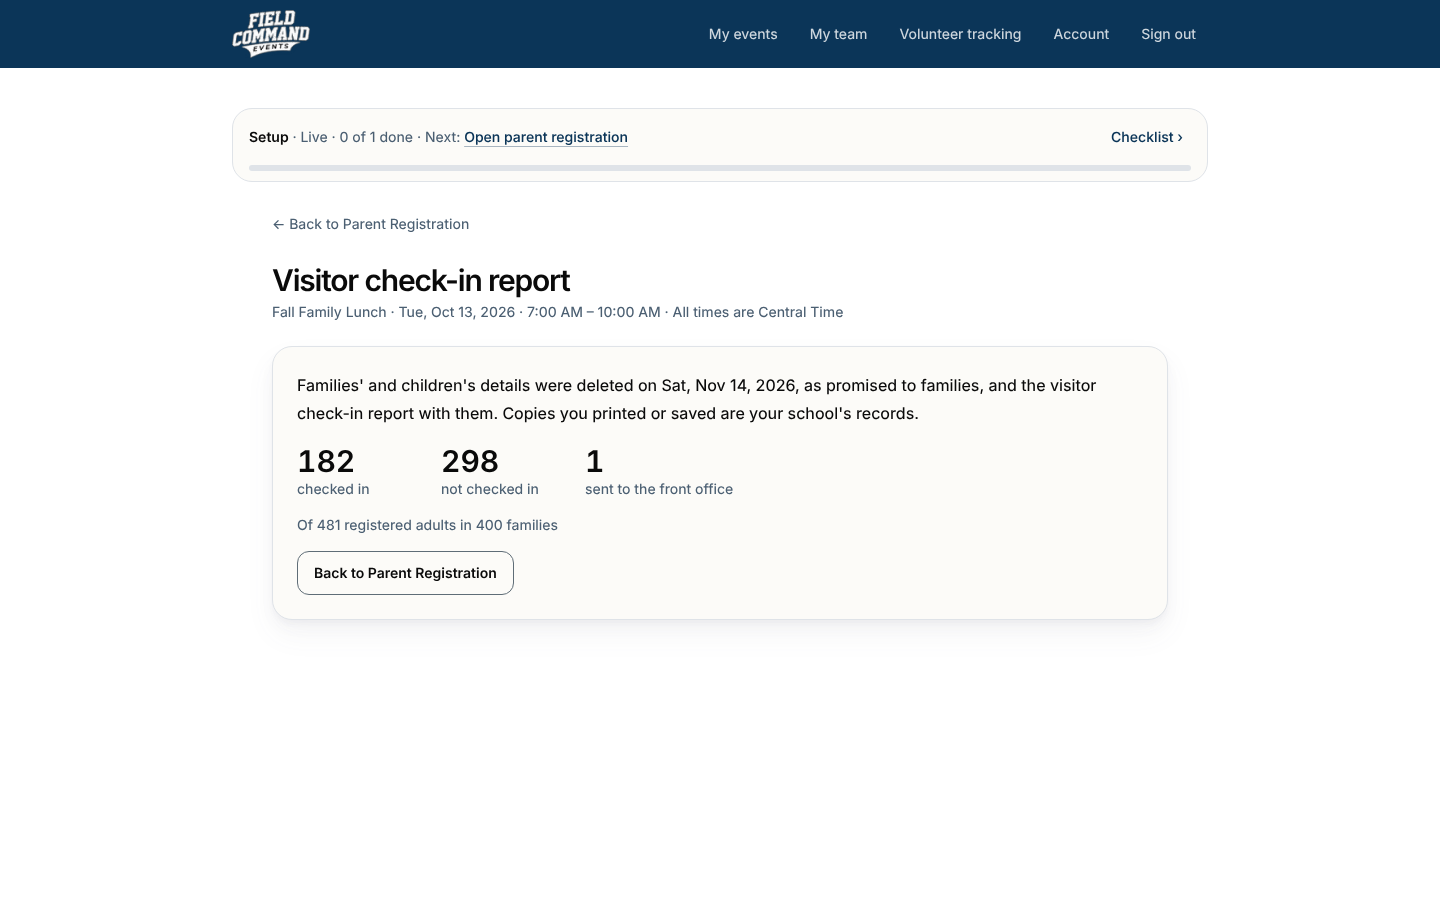 FIELD
COMMAND
EVENTS
My events
My team
Volunteer tracking
Account
Sign out
Setup · Live · 0 of 1 done · Next: Open parent registration
Checklist ›
← Back to Parent Registration
Visitor check-in report
Fall Family Lunch · Tue, Oct 13, 2026 · 7:00 AM – 10:00 AM · All times are Central Time
Families' and children's details were deleted on Sat, Nov 14, 2026, as promised to families, and the visitor
check-in report with them. Copies you printed or saved are your school's records.
182
checked in
298
not checked in
1
sent to the front office
Of 481 registered adults in 400 families
Back to Parent Registration